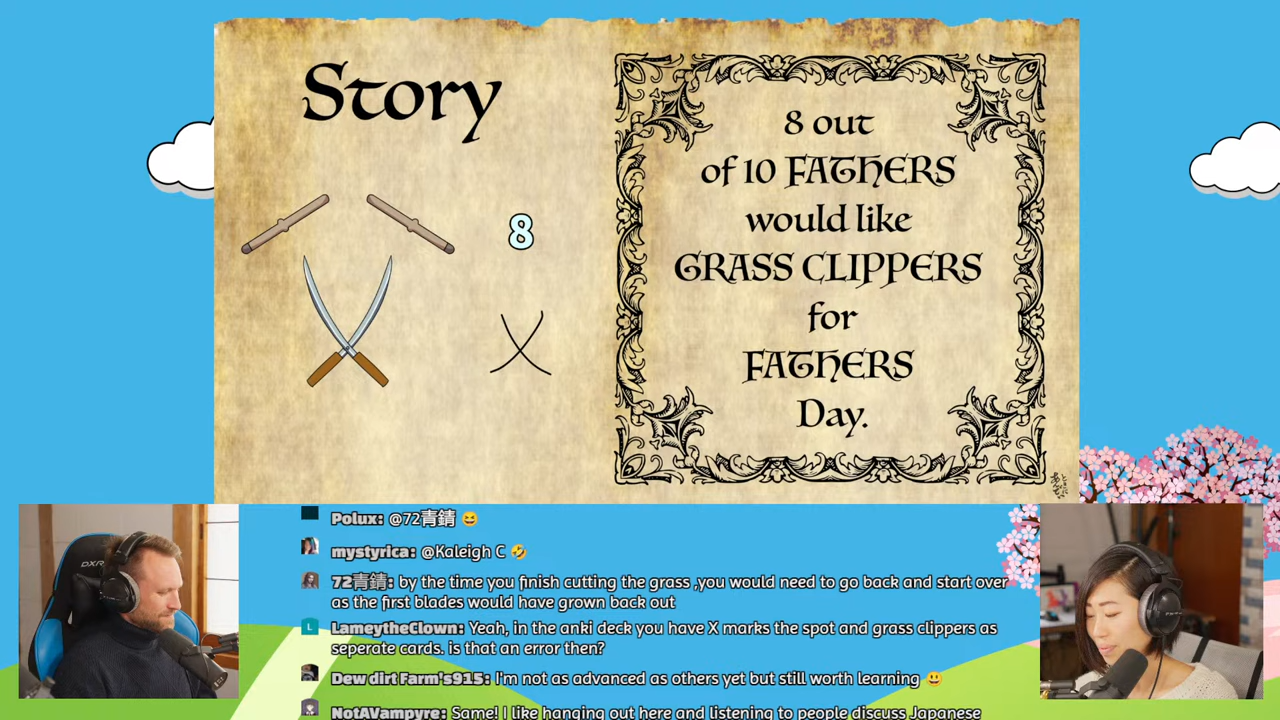 Story
8
8 out
of 10 FATHERS
would like
GRASS CLIPPERS
for
FATHERS
Day.
Polux: @72青錆 😆
mystyrica: @Kaleigh C 🤣
72青錆: by the time you finish cutting the grass ,you would need to go back and start over
as the first blades would have grown back out
L
LameytheClown: Yeah, in the anki deck you have X marks the spot and grass clippers as
seperate cards. is that an error then?
Dew dirt Farm's915: I'm not as advanced as others yet but still worth learning 😃
NotAVampyre: Same! I like hanging out here and listening to people discuss Japanese
DXR